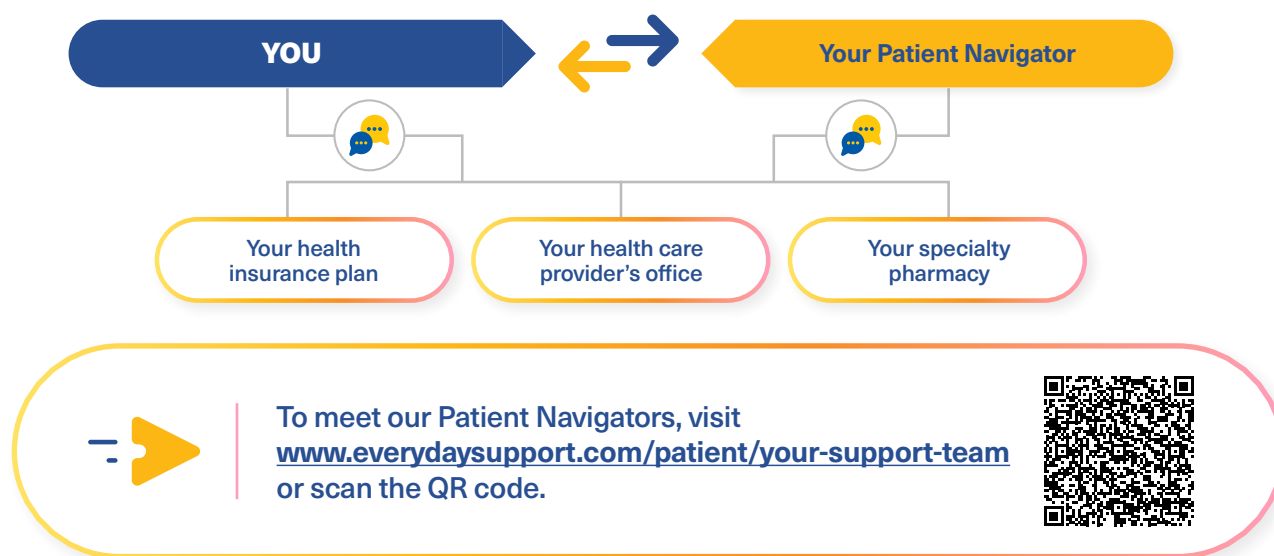 YOU
Your Patient Navigator
Your health
insurance plan
Your health care
provider’s office
Your specialty
pharmacy
To meet our Patient Navigators, visit
www.everydaysupport.com/patient/your-support-team
or scan the QR code.